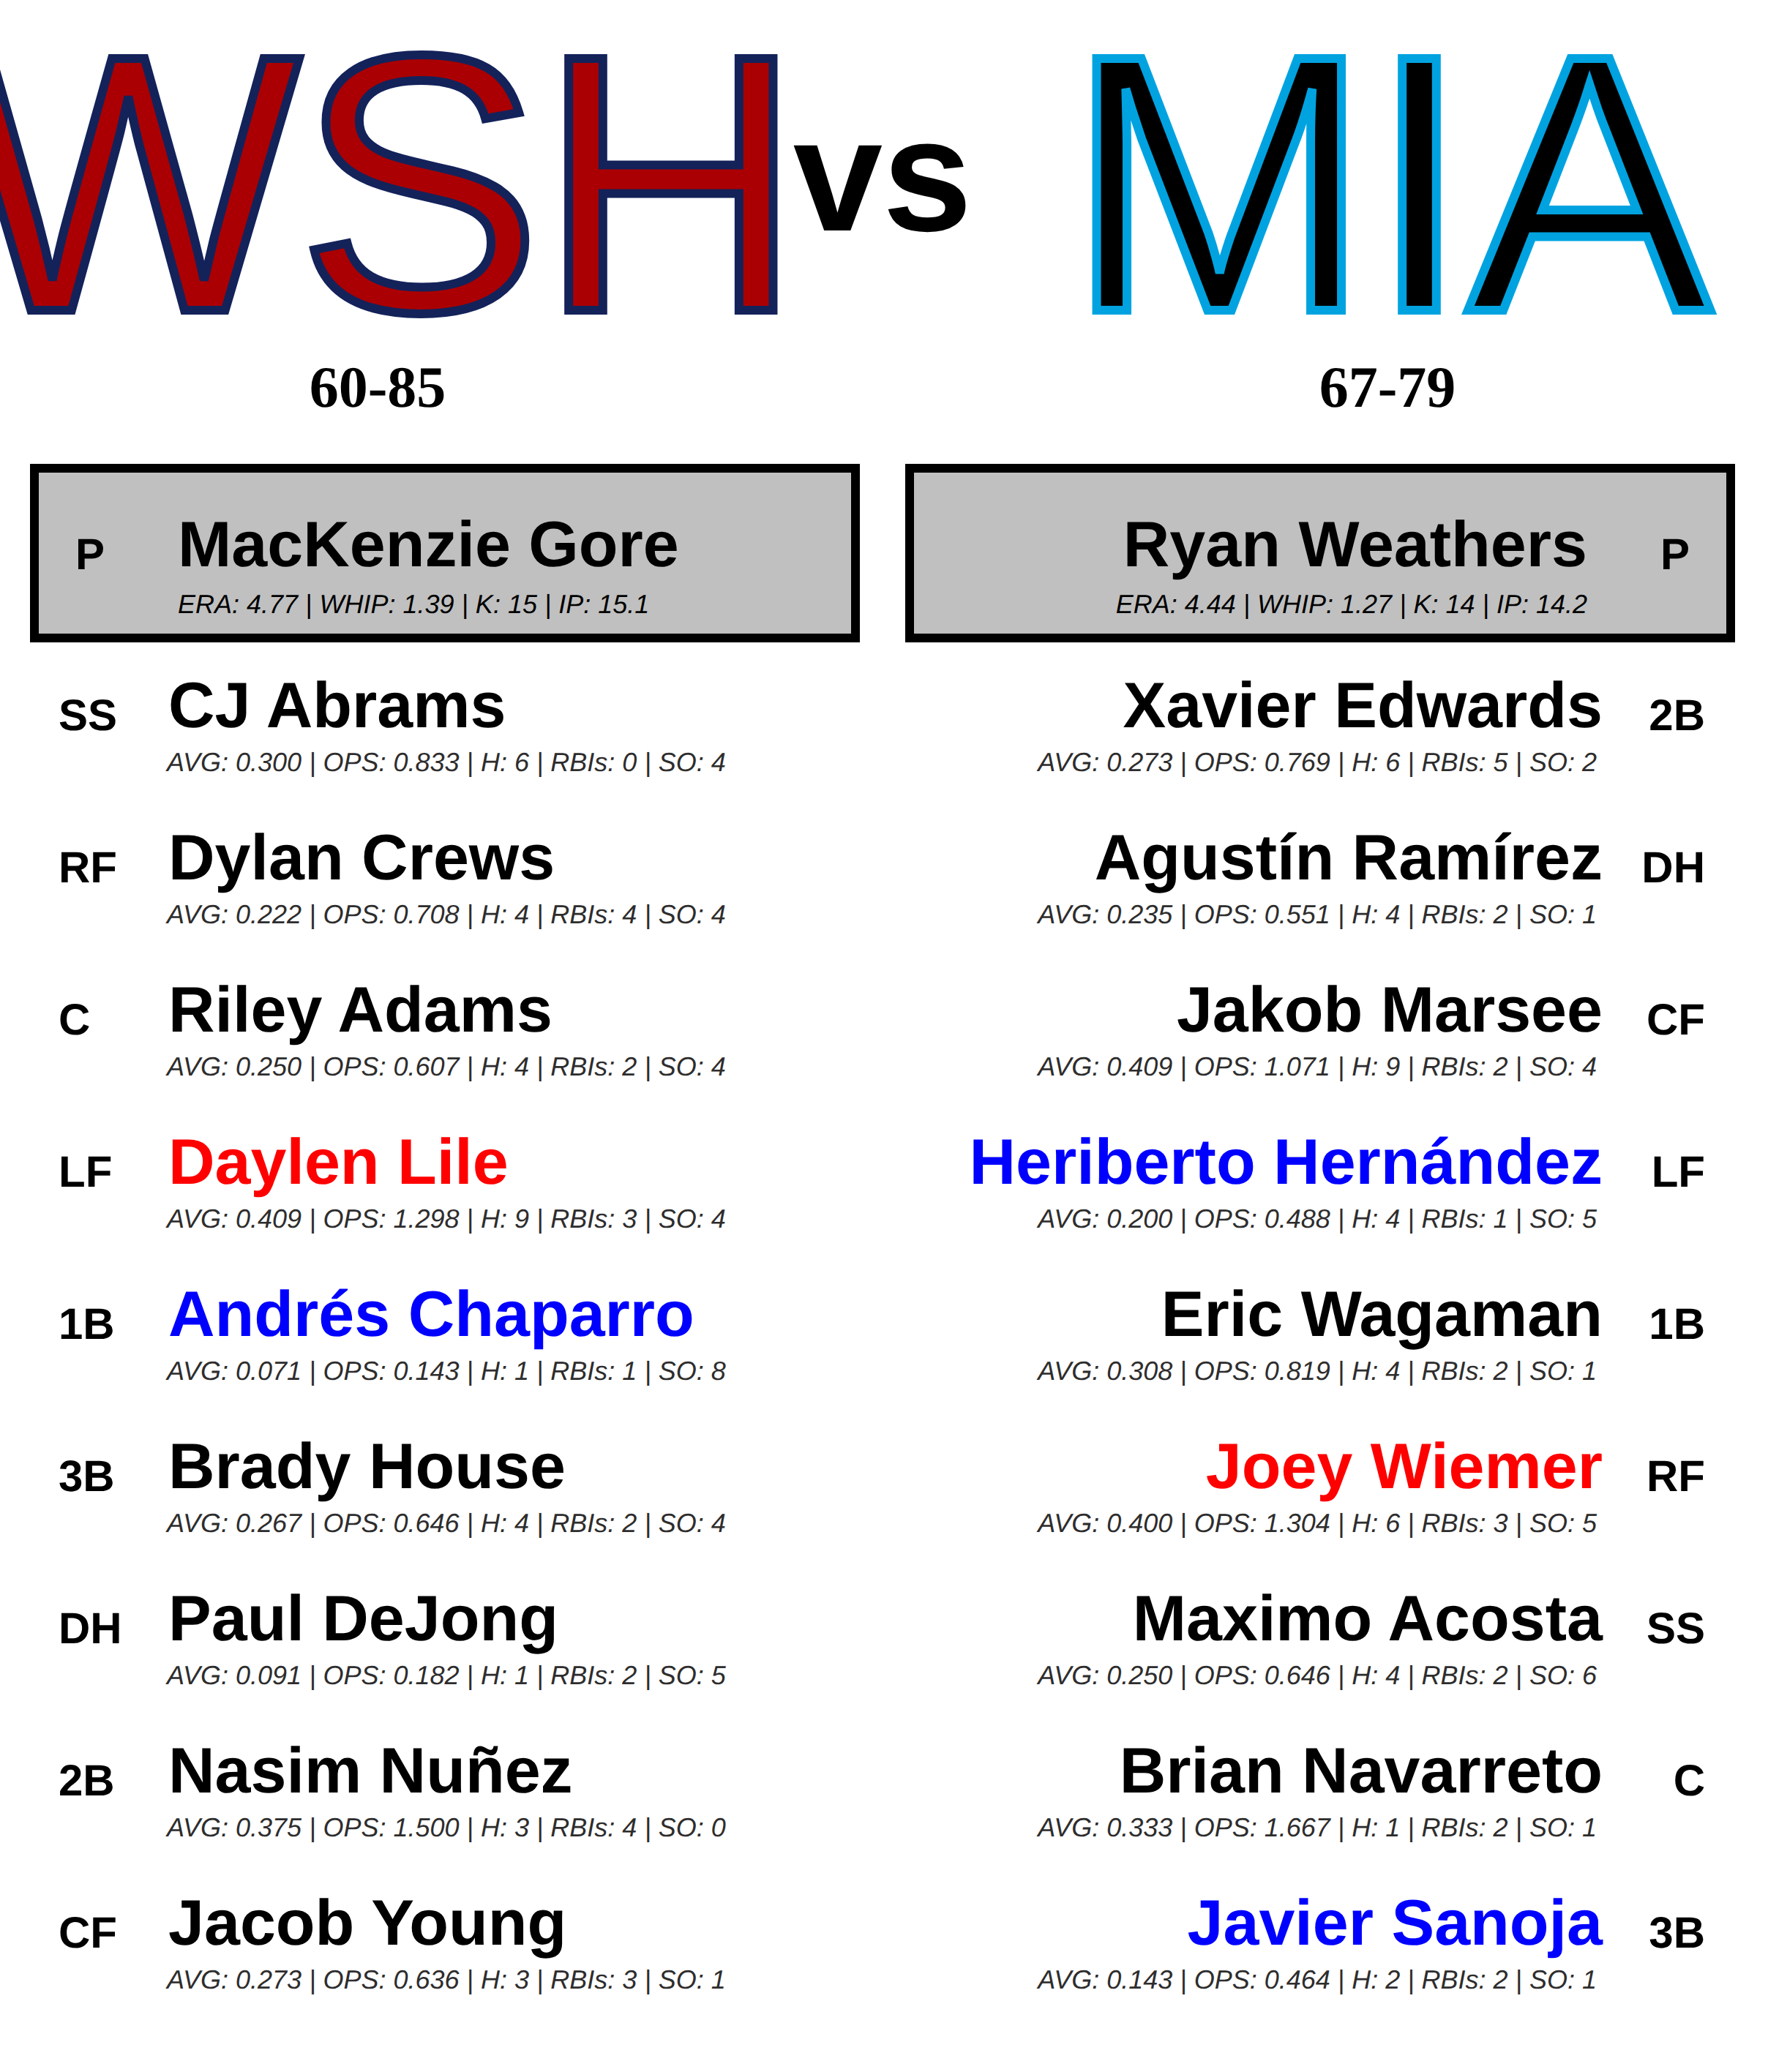 WSH vs MIA
60-85
67-79
P MacKenzie Gore
ERA: 4.77 | WHIP: 1.39 | K: 15 | IP: 15.1
Ryan Weathers P
ERA: 4.44 | WHIP: 1.27 | K: 14 | IP: 14.2
SS CJ Abrams
AVG: 0.300 | OPS: 0.833 | H: 6 | RBIs: 0 | SO: 4
RF Dylan Crews
AVG: 0.222 | OPS: 0.708 | H: 4 | RBIs: 4 | SO: 4
C Riley Adams
AVG: 0.250 | OPS: 0.607 | H: 4 | RBIs: 2 | SO: 4
LF Daylen Lile
AVG: 0.409 | OPS: 1.298 | H: 9 | RBIs: 3 | SO: 4
1B Andrés Chaparro
AVG: 0.071 | OPS: 0.143 | H: 1 | RBIs: 1 | SO: 8
3B Brady House
AVG: 0.267 | OPS: 0.646 | H: 4 | RBIs: 2 | SO: 4
DH Paul DeJong
AVG: 0.091 | OPS: 0.182 | H: 1 | RBIs: 2 | SO: 5
2B Nasim Nuñez
AVG: 0.375 | OPS: 1.500 | H: 3 | RBIs: 4 | SO: 0
CF Jacob Young
AVG: 0.273 | OPS: 0.636 | H: 3 | RBIs: 3 | SO: 1
Xavier Edwards 2B
AVG: 0.273 | OPS: 0.769 | H: 6 | RBIs: 5 | SO: 2
Agustín Ramírez DH
AVG: 0.235 | OPS: 0.551 | H: 4 | RBIs: 2 | SO: 1
Jakob Marsee CF
AVG: 0.409 | OPS: 1.071 | H: 9 | RBIs: 2 | SO: 4
Heriberto Hernández LF
AVG: 0.200 | OPS: 0.488 | H: 4 | RBIs: 1 | SO: 5
Eric Wagaman 1B
AVG: 0.308 | OPS: 0.819 | H: 4 | RBIs: 2 | SO: 1
Joey Wiemer RF
AVG: 0.400 | OPS: 1.304 | H: 6 | RBIs: 3 | SO: 5
Maximo Acosta SS
AVG: 0.250 | OPS: 0.646 | H: 4 | RBIs: 2 | SO: 6
Brian Navarreto C
AVG: 0.333 | OPS: 1.667 | H: 1 | RBIs: 2 | SO: 1
Javier Sanoja 3B
AVG: 0.143 | OPS: 0.464 | H: 2 | RBIs: 2 | SO: 1